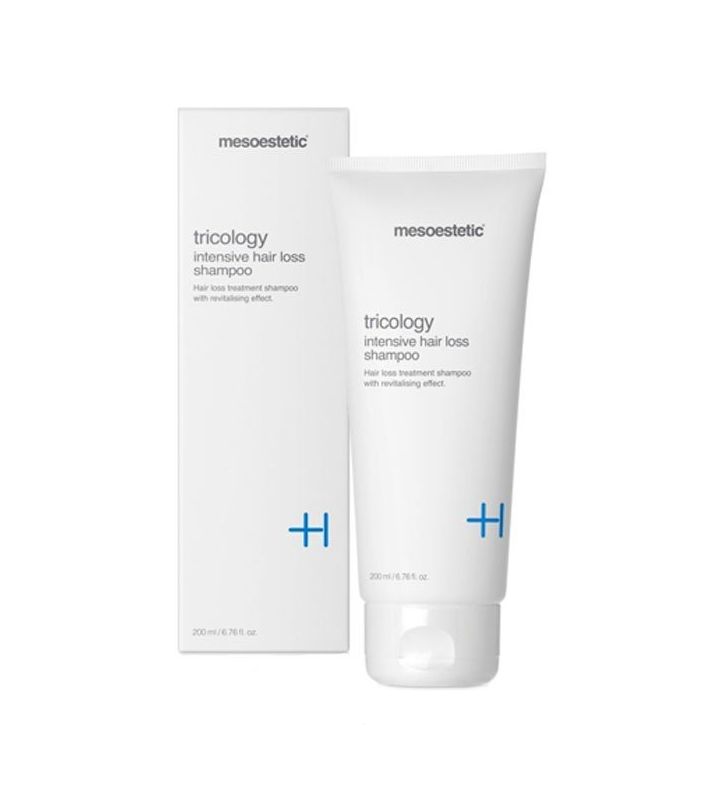 mesoestetic®
tricology
intensive hair loss
shampoo
Hair loss treatment shampoo
with revitalising effect.
200 ml / 6.76 fl. oz.
mesoestetic®
tricology
intensive hair loss
shampoo
Hair loss treatment shampoo
with revitalising effect.
200 ml / 6.76 fl. oz.